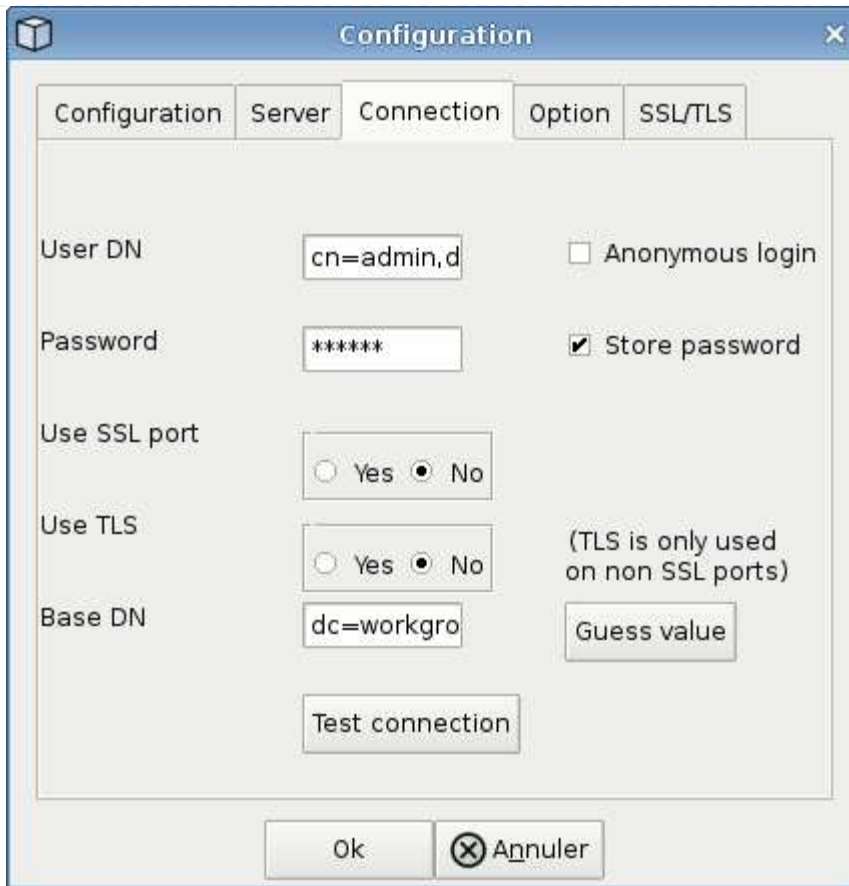 Configuration
Configuration Server Connection Option SSL/TLS
User DN cn=admin,d Anonymous login
Password ****** Store password
Use SSL port
Yes No
Use TLS
Yes No (TLS is only used
on non SSL ports)
Base DN dc=workgro Guess value
Test connection
Ok Annuler